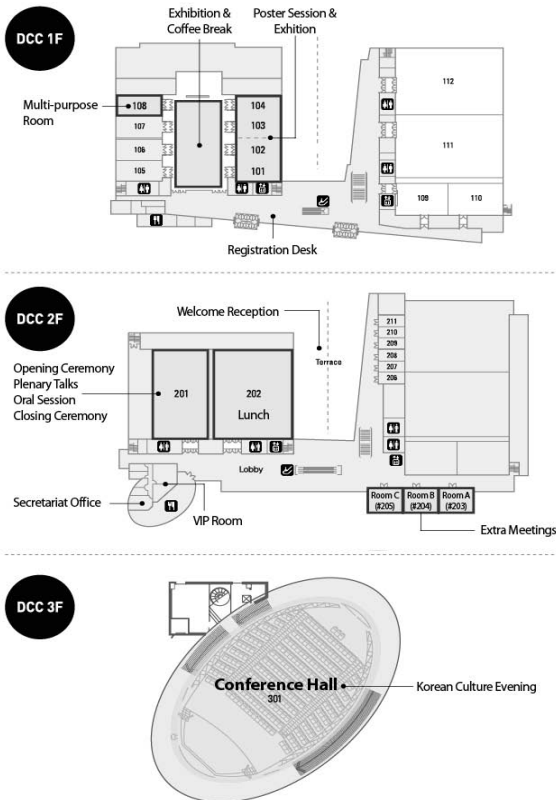 DCC 1F
Exhibition &
Coffee Break
Poster Session &
Exhition
Multi-purpose
Room
108
107
106
105
104
103
102
101
112
111
109
110
Registration Desk
DCC 2F
Welcome Reception
Terrace
Opening Ceremony
Plenary Talks
Oral Session
Closing Ceremony
201
202
Lunch
211
210
209
208
207
206
Lobby
Secretariat Office
VIP Room
Room C
(#205)
Room B
(#204)
Room A
(#203)
Extra Meetings
DCC 3F
Conference Hall
301
Korean Culture Evening